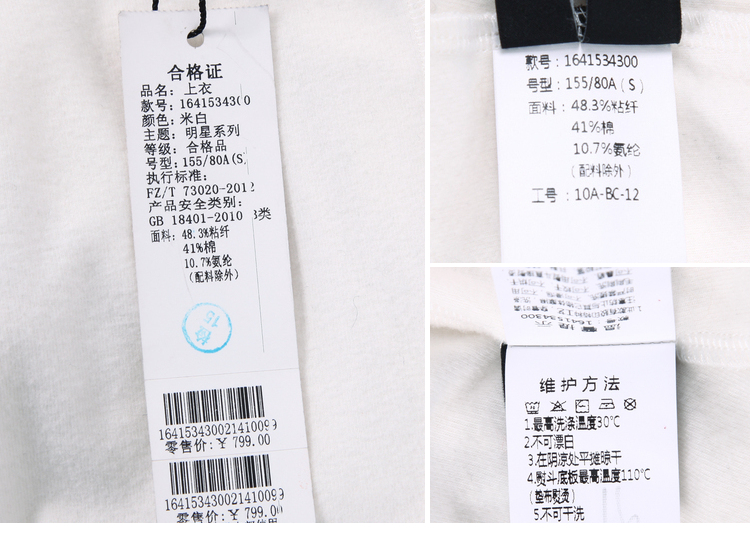 合格证
品名：上衣
款号：1641534300
颜色：米白
主题：明星系列
等级：合格品
号型：155/80A(S)
执行标准：
FZ/T 73020-2012
产品安全类别：
GB 18401-2010 B类
面料：48.3%粘纤
41%棉
10.7%氨纶
(配料除外)
164153430021410099
零售价：¥ 799.00
164153430021410099
零售价：¥ 799.00
款号：1641534300
号型：155/80A（S）
面料：48.3%粘纤
41%棉
10.7%氨纶
（配料除外）
工号：10A-BC-12
1641534300
维护方法
1.最高洗涤温度30℃
2.不可漂白
3.在阴凉处平摊晾干
4.熨斗底板最高温度110℃
(垫布熨烫)
5.不可干洗